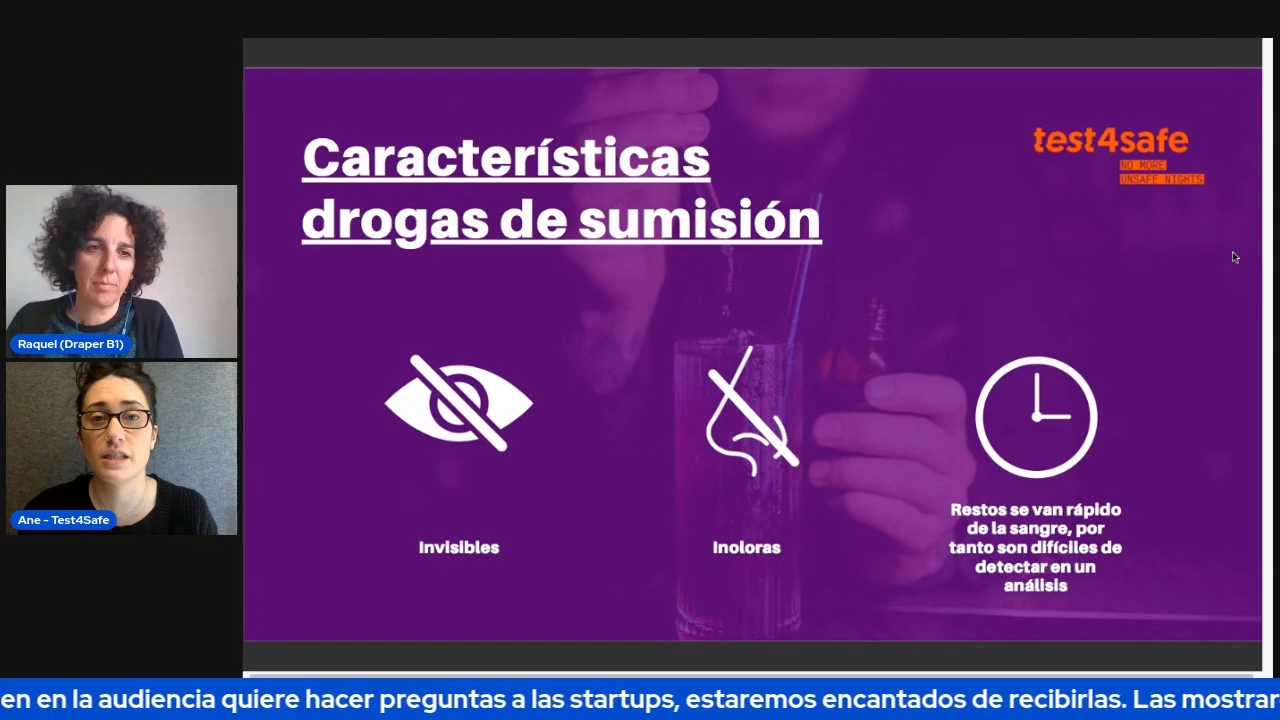 Características
drogas de sumisión
test4safe
NO MORE
UNSAFE NIGHTS
Raquel (Draper B1)
Ane - Test4Safe
Invisibles
Inoloras
Restos se van rápido
de la sangre, por
tanto son difíciles de
detectar en un
análisis
en en la audiencia quiere hacer preguntas a las startups, estaremos encantados de recibirlas. Las mostrar